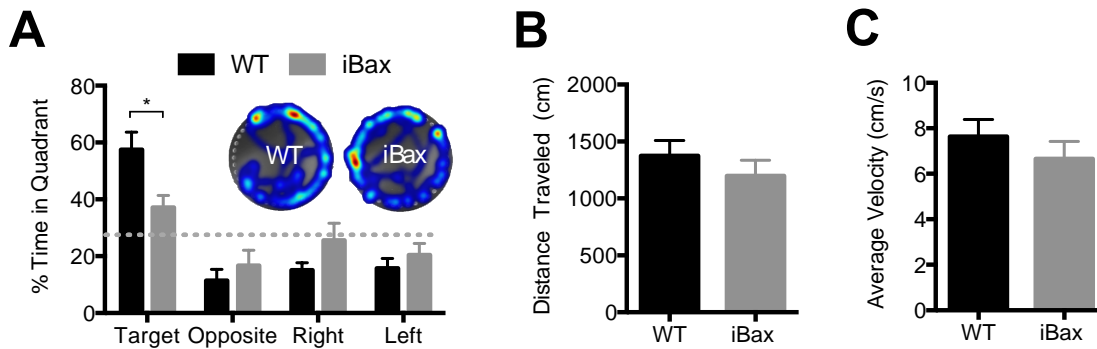 A
WT iBax
% Time in Quadrant
80
60
40
20
0
*
WT
iBax
Target Opposite Right Left
B
Distance Traveled (cm)
2000
1500
1000
500
0
WT iBax
C
Average Velocity (cm/s)
10
8
6
4
2
0
WT iBax